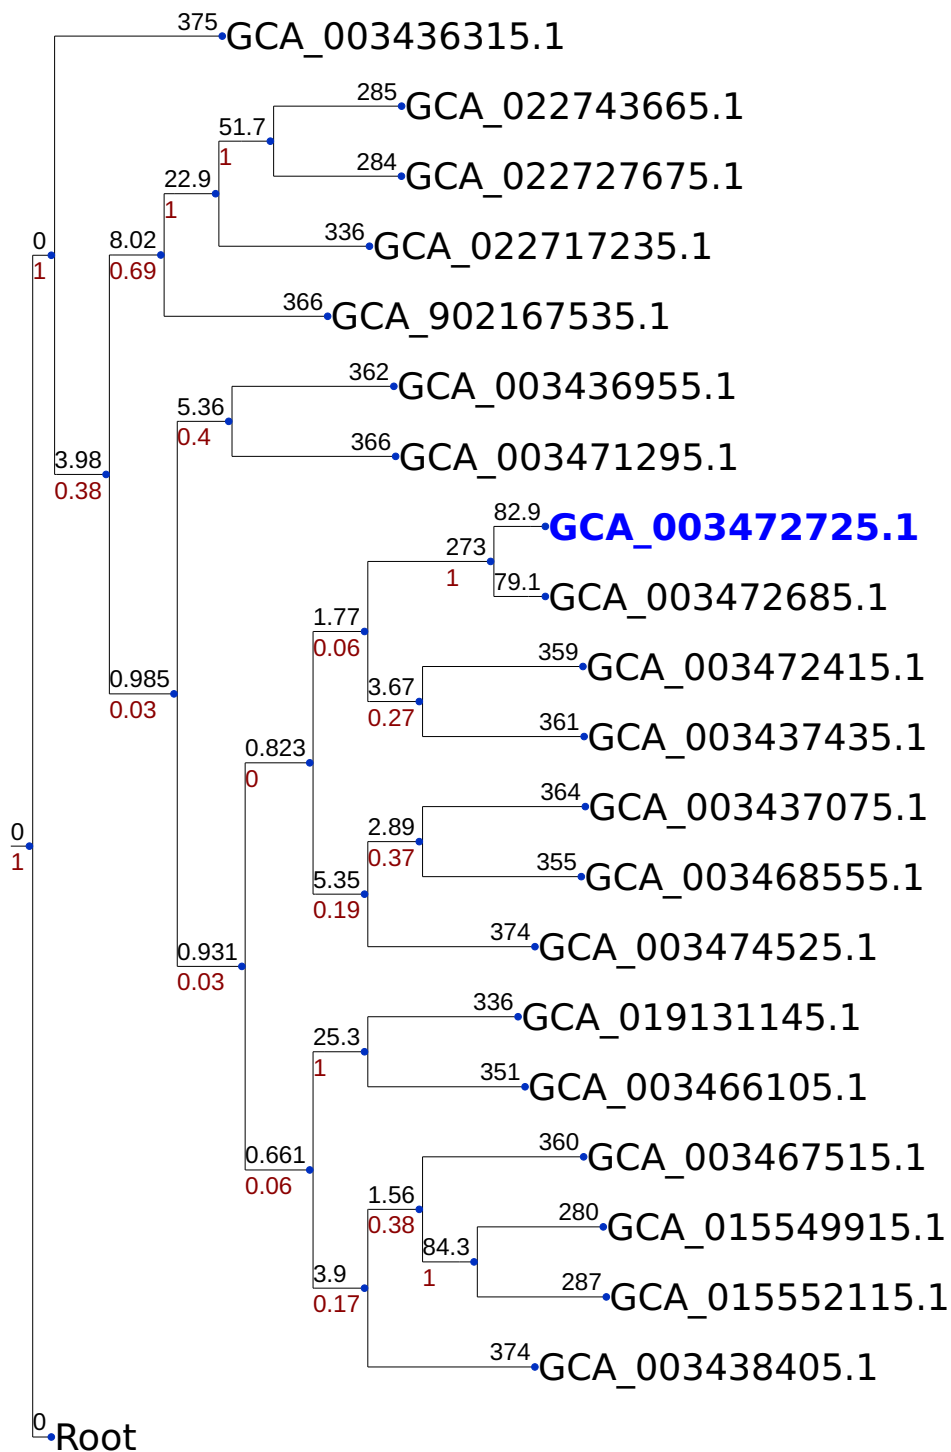 375 GCA_003436315.1
285 GCA_022743665.1
51.7
1
284 GCA_022727675.1
22.9
1
336 GCA_022717235.1
0
1
8.02
0.69
366 GCA_902167535.1
362 GCA_003436955.1
5.36
0.4
366 GCA_003471295.1
3.98
0.38
82.9 GCA_003472725.1
273
1
79.1 GCA_003472685.1
1.77
0.06
359 GCA_003472415.1
0.985
0.03
3.67
0.27
361 GCA_003437435.1
0.823
0
364 GCA_003437075.1
0
1
2.89
0.37
355 GCA_003468555.1
5.35
0.19
374 GCA_003474525.1
0.931
0.03
336 GCA_019131145.1
25.3
1
351 GCA_003466105.1
0.661
0.06
360 GCA_003467515.1
1.56
0.38
280 GCA_015549915.1
84.3
1
3.9
0.17
287 GCA_015552115.1
374 GCA_003438405.1
0 Root